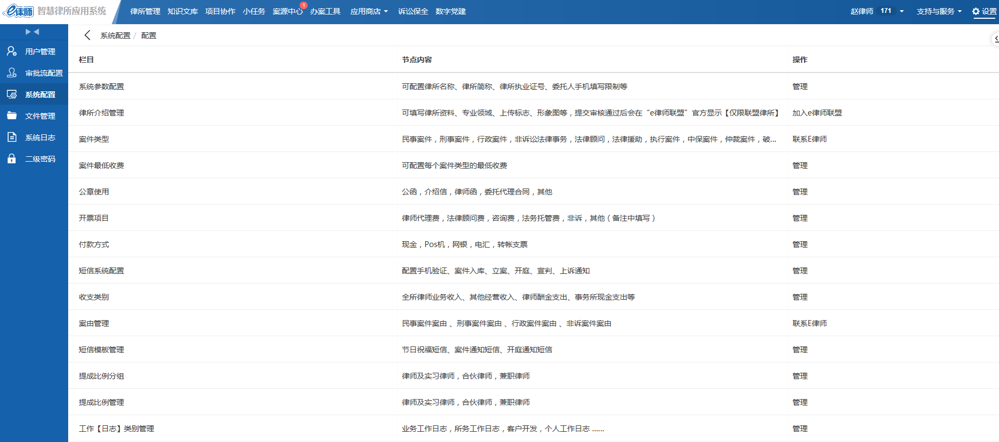 e律师 智慧律所应用系统 律所管理 知识文库 项目协作 小任务 案源中心 1 办案工具 应用商店 诉讼保全 数字党建 赵律师 171 支持与服务 设置
用户管理
审批流配置
系统配置
文件管理
系统日志
二级密码
系统配置 / 配置
栏目 节点内容 操作
系统参数配置 可配置律所名称、律所简称、律所执业证号、委托人手机填写限制等 管理
律所介绍管理 可填写律所资料、专业领域、上传标志、形象图等，提交审核通过后会在“e律师联盟”官方显示【仅限联盟律所】 加入e律师联盟
案件类型 民事案件，刑事案件，行政案件，非诉讼法律事务，法律顾问，法律援助，执行案件，中保案件，仲裁案件，破... 联系E律师
案件最低收费 可配置每个案件类型的最低收费 管理
公章使用 公函，介绍信，律师函，委托代理合同，其他 管理
开票项目 律师代理费，法律顾问费，咨询费，法务托管费，非诉，其他（备注中填写） 管理
付款方式 现金，Pos机，网银，电汇，转帐支票 管理
短信系统配置 配置手机验证、案件入库、立案、开庭、宣判、上诉通知 管理
收支类别 全所律师业务收入、其他经营收入、律师酬金支出、事务所现金支出等 管理
案由管理 民事案件案由 、刑事案件案由 、行政案件案由 、非诉案件案由 联系E律师
短信模板管理 节日祝福短信、案件通知短信、开庭通知短信 管理
提成比例分组 律师及实习律师，合伙律师，兼职律师 管理
提成比例管理 律师及实习律师，合伙律师，兼职律师 管理
工作【日志】类别管理 业务工作日志，所务工作日志，客户开发，个人工作日志 ...... 管理